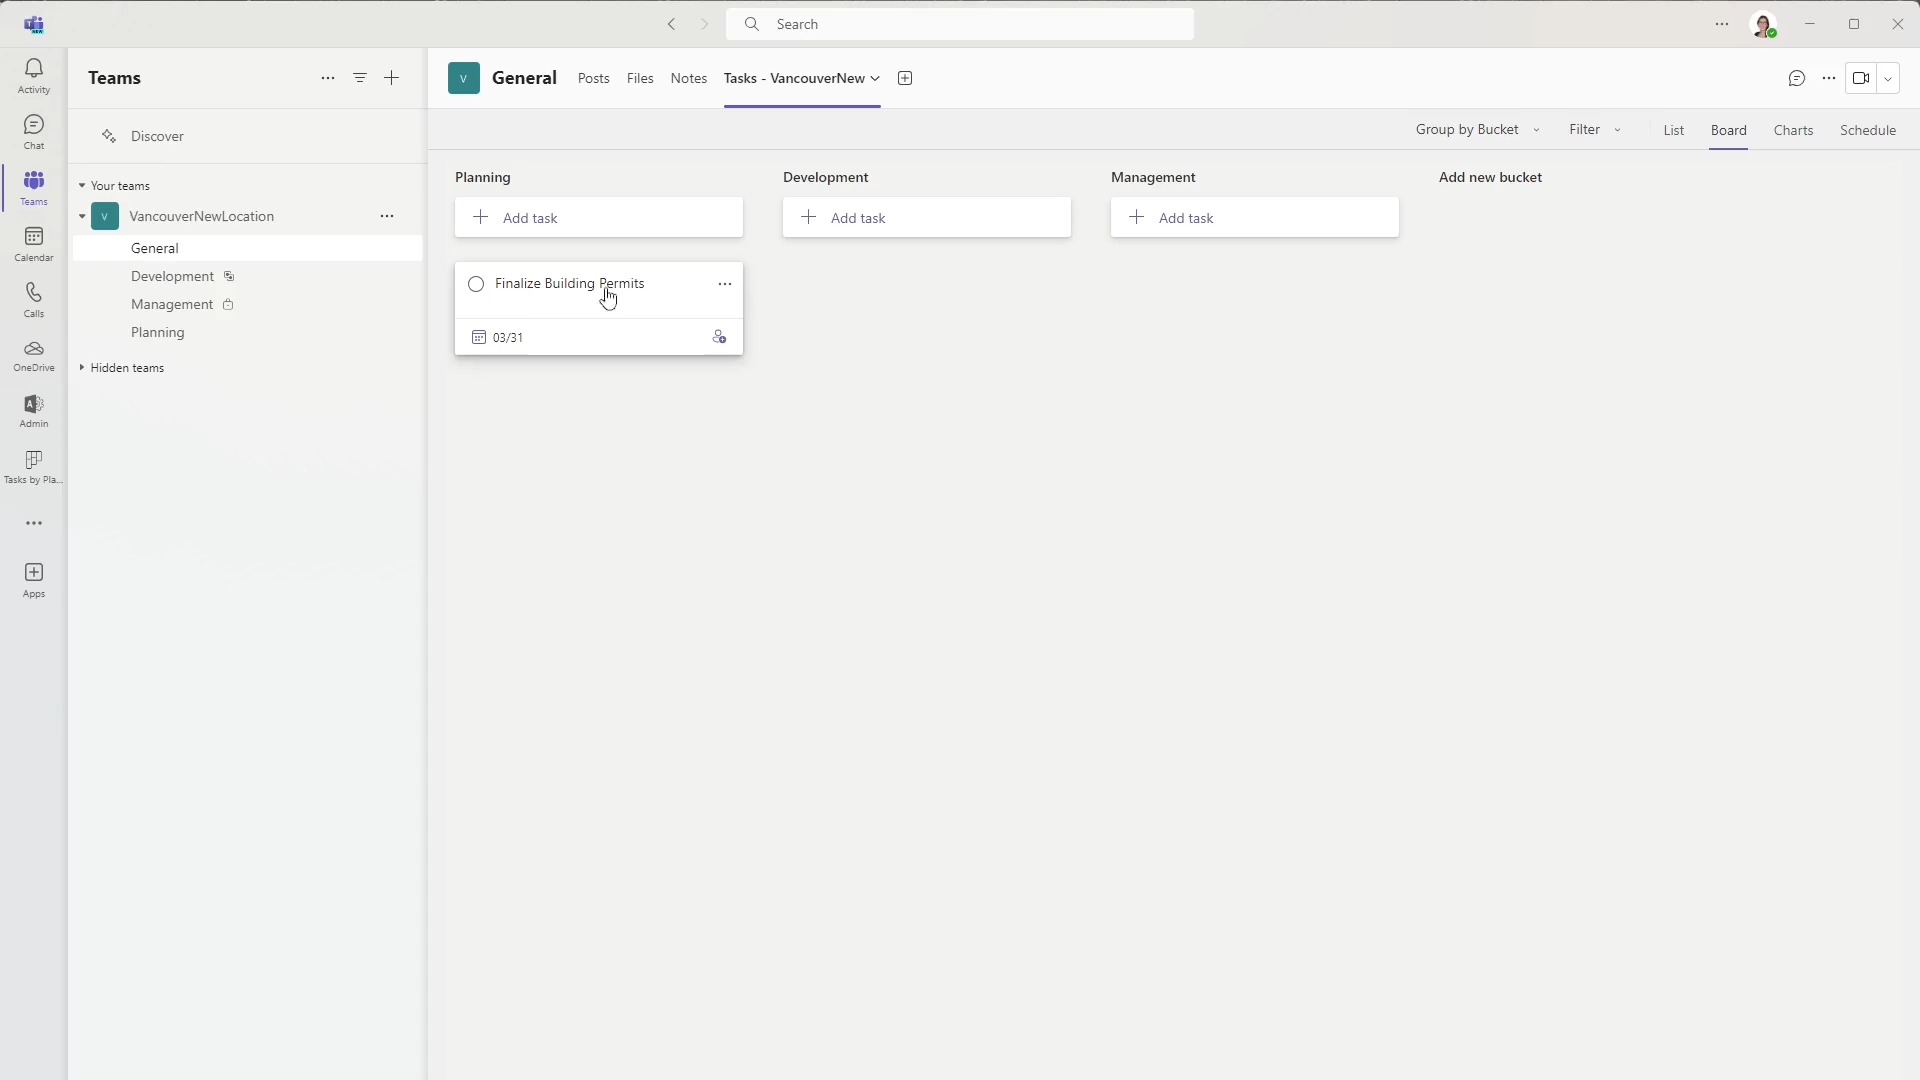 Search
Activity
Chat
Teams
Calendar
Calls
OneDrive
Admin
Tasks by Pla...
Apps
Teams
Discover
Your teams
V VancouverNewLocation
General
Development
Management
Planning
Hidden teams
V General Posts Files Notes Tasks - VancouverNew
Group by Bucket Filter List Board Charts Schedule
Planning Development Management Add new bucket
Add task Add task Add task
Finalize Building Permits
03/31